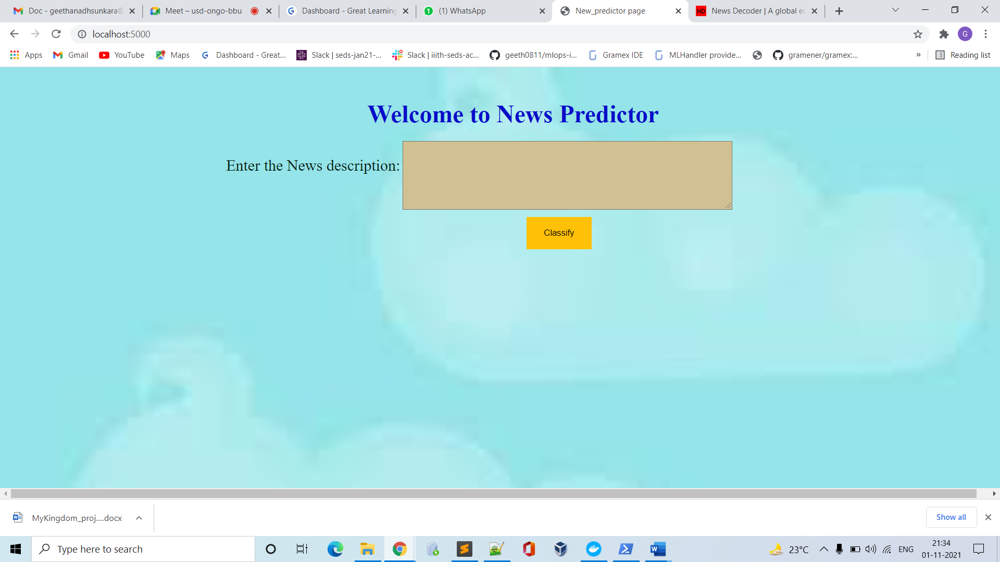 Doc - geethanadhsunkara@
Meet – usd-ongo-bbu
Dashboard - Great Learning
(1) WhatsApp
New_predictor page
ND
News Decoder | A global ed
localhost:5000
G
Apps
Gmail
YouTube
Maps
Dashboard - Great...
Slack | seds-jan21-...
Slack | iiith-seds-ac...
geeth0811/mlops-i...
Gramex IDE
MLHandler provide...
gramener/gramex:...
»
Reading list
Welcome to News Predictor
Enter the News description:
Classify
MyKingdom_proj....docx
Show all
Type here to search
23°C
ENG
21:34
01-11-2021